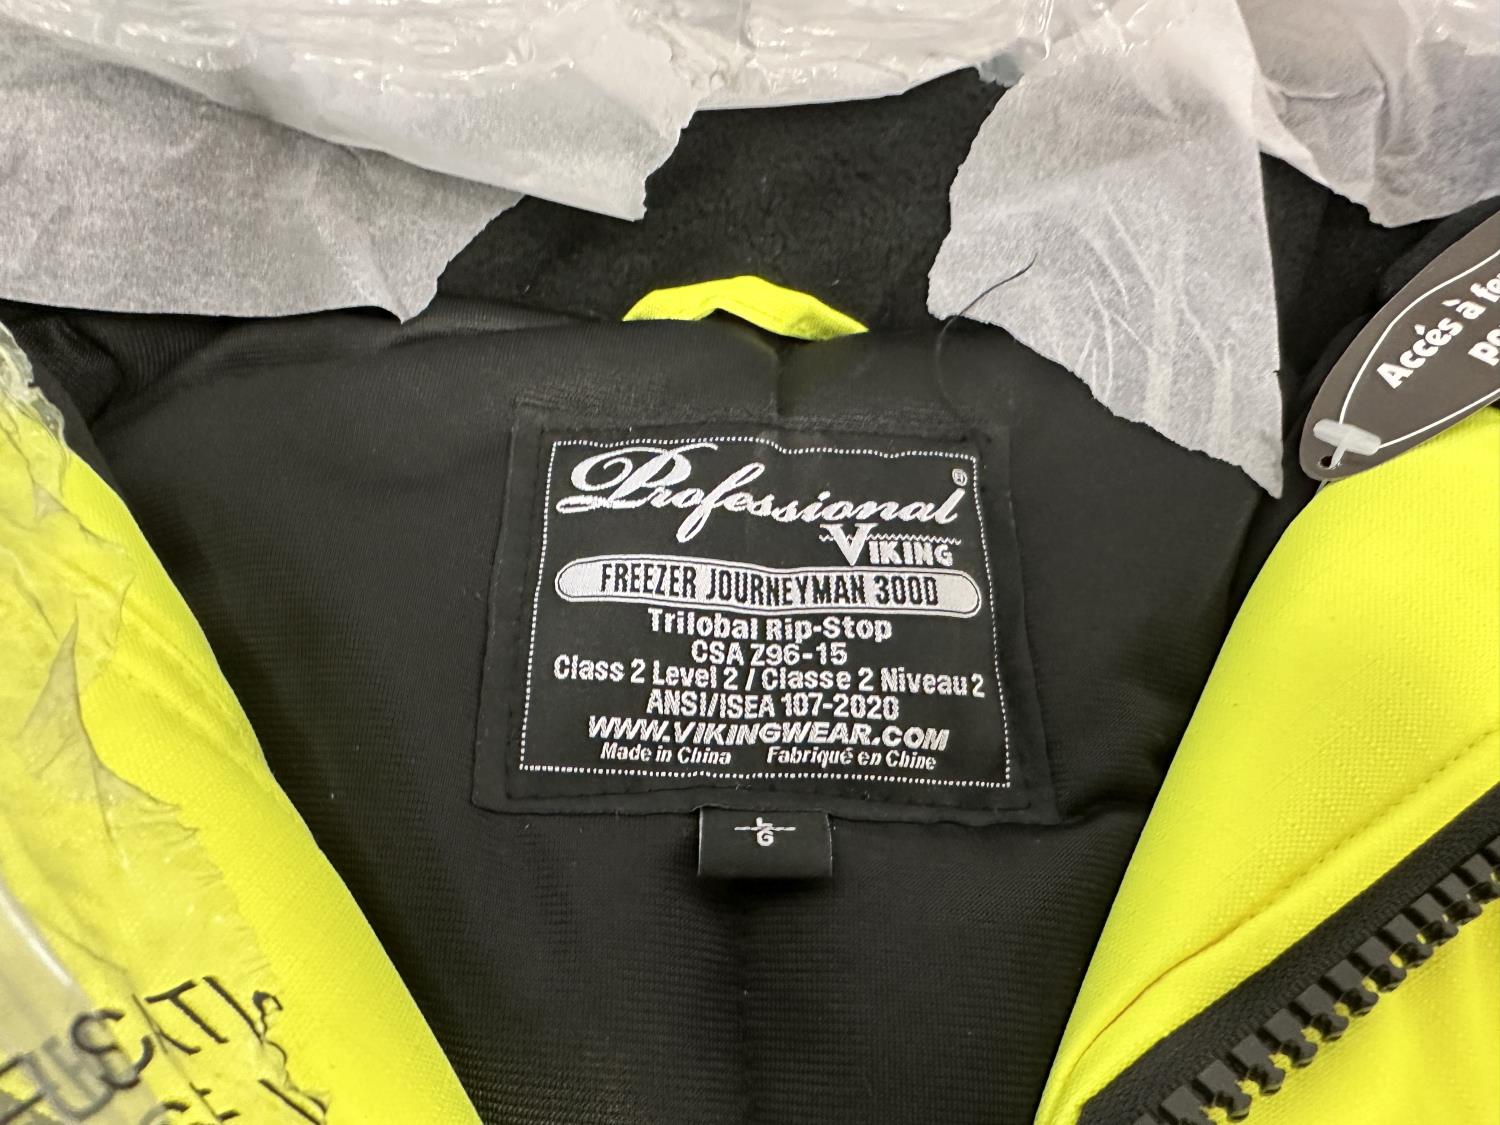 Professional®
VIKING
FREEZER JOURNEYMAN 300D
Trilobal Rip-Stop
CSA Z96-15
Class 2 Level 2 / Classe 2 Niveau 2
ANSI/ISEA 107-2020
WWW.VIKINGWEAR.COM
Made in China Fabriqué en Chine
L
G
Accés à